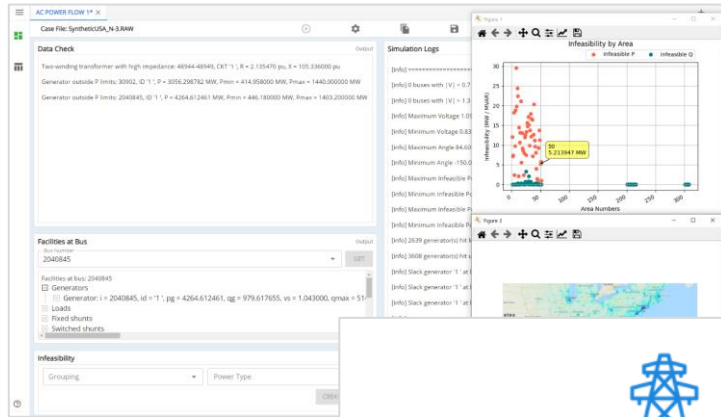 AC POWER FLOW 1*
Case File: SyntheticUSA_N-3.RAW
Data Check
Output
Two-winding transformer with high impedance: 46944-46949, CKT '1 ', R = 2.135470 pu, X = 105.336000 pu
Generator outside P limits: 30902, ID '1 ', P = 3056.298782 MW, Pmin = 414.958000 MW, Pmax = 1440.000000 MW
Generator outside P limits: 2040845, ID '1 ', P = 4264.612461 MW, Pmin = 446.180000 MW, Pmax = 1403.200000 MW
Simulation Logs
[info] 0 buses with |V| < 0.7
[info] 0 buses with |V| > 1.3
[info] Maximum Voltage 1.09
[info] Minimum Voltage 0.83
[info] Maximum Angle 84.60
[info] Minimum Angle -150.0
[info] Maximum Infeasible Po
[info] Minimum Infeasible Po
[info] Maximum Infeasible Po
[info] Minimum Infeasible Po
[info] 2639 generator(s) hit l
[info] 3608 generator(s) hit u
[info] Slack generator '1 ' at b
[info] Slack generator '1 ' at b
[info] Slack generator '1 ' at b
Facilities at Bus
Output
Bus Number
2040845
GET
Facilities at bus: 2040845
Generators
Generator: i = 2040845, id = '1 ', pg = 4264.612461, qg = 979.617655, vs = 1.043000, qmax = 51
Loads
Fixed shunts
Switched shunts
Infeasibility
Grouping
Power Type
CREA
Figure 1
Infeasibility by Area
Infeasible P
Infeasible Q
Infeasibility (MW / MVAR)
30
25
20
15
10
5
0
50
5.213947 MW
0
50
100
150
200
250
300
Area Numbers
Figure 2